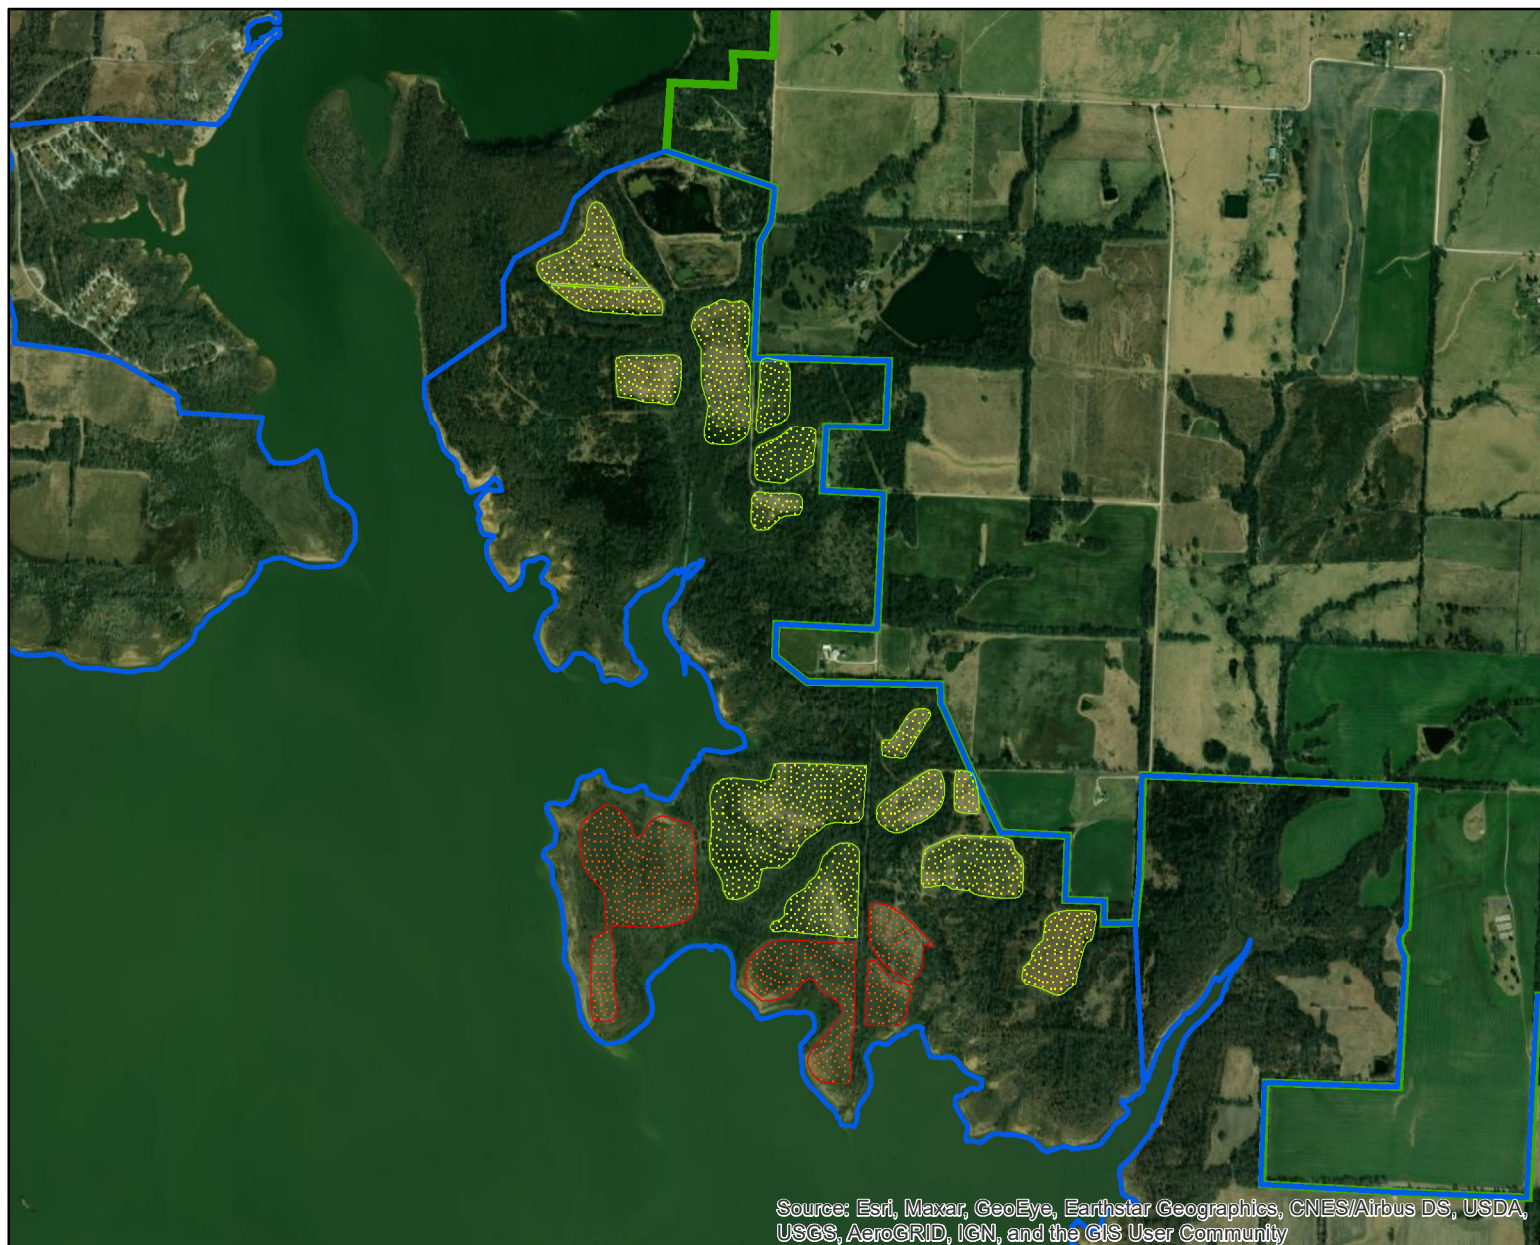 Source: Esri, Maxar, GeoEye, Earthstar Geographics, CNES/Airbus DS, USDA,
USGS, AeroGRID, IGN, and the GIS User Community